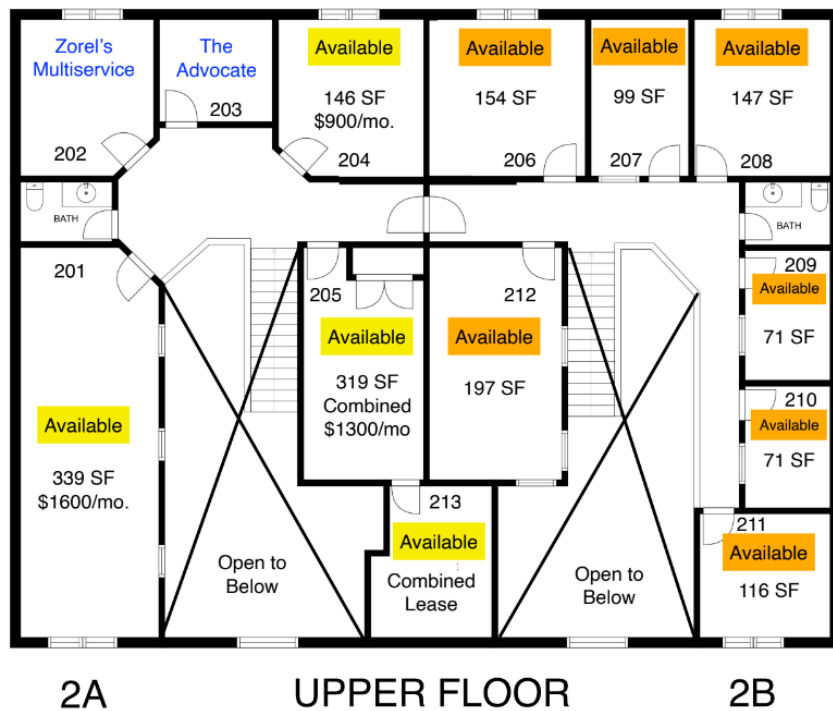 Zorel's
Multiservice
202
The
Advocate
203
Available
146 SF
$900/mo.
204
Available
154 SF
206
Available
99 SF
207
Available
147 SF
208
BATH
BATH
201
Available
339 SF
$1600/mo.
205
Available
319 SF
Combined
$1300/mo
212
Available
197 SF
209
Available
71 SF
210
Available
71 SF
213
Available
Combined
Lease
211
Available
116 SF
Open to
Below
Open to
Below
2A
UPPER FLOOR
2B